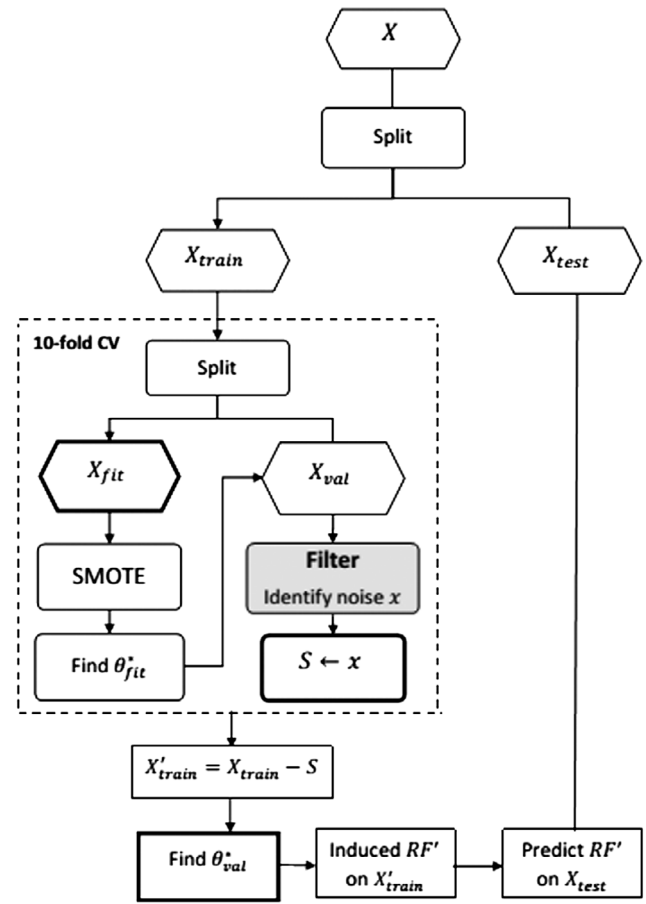 X
Split
X_train
X_test
10-fold CV
Split
X_fit
X_val
SMOTE
Filter
Identify noise x
Find θ*_fit
S ← x
X'_train = X_train − S
Find θ*_val
Induced RF'
on X'_train
Predict RF'
on X_test